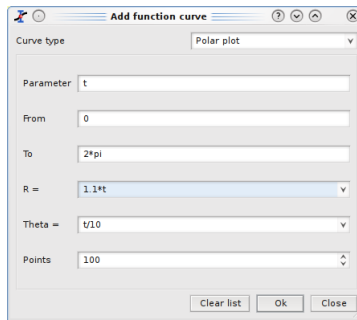 Add function curve
Curve type Polar plot
Parameter t
From 0
To 2*pi
R = 1.1*t
Theta = t/10
Points 100
Clear list Ok Close